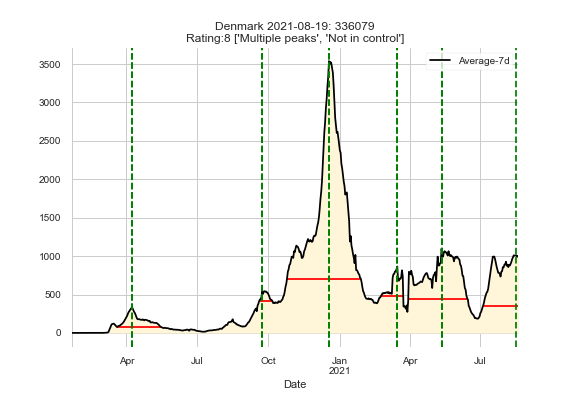 Denmark 2021-08-19: 336079
Rating:8 ['Multiple peaks', 'Not in control']
Average-7d
3500
3000
2500
2000
1500
1000
500
0
Apr
Jul
Oct
Jan
2021
Apr
Jul
Date